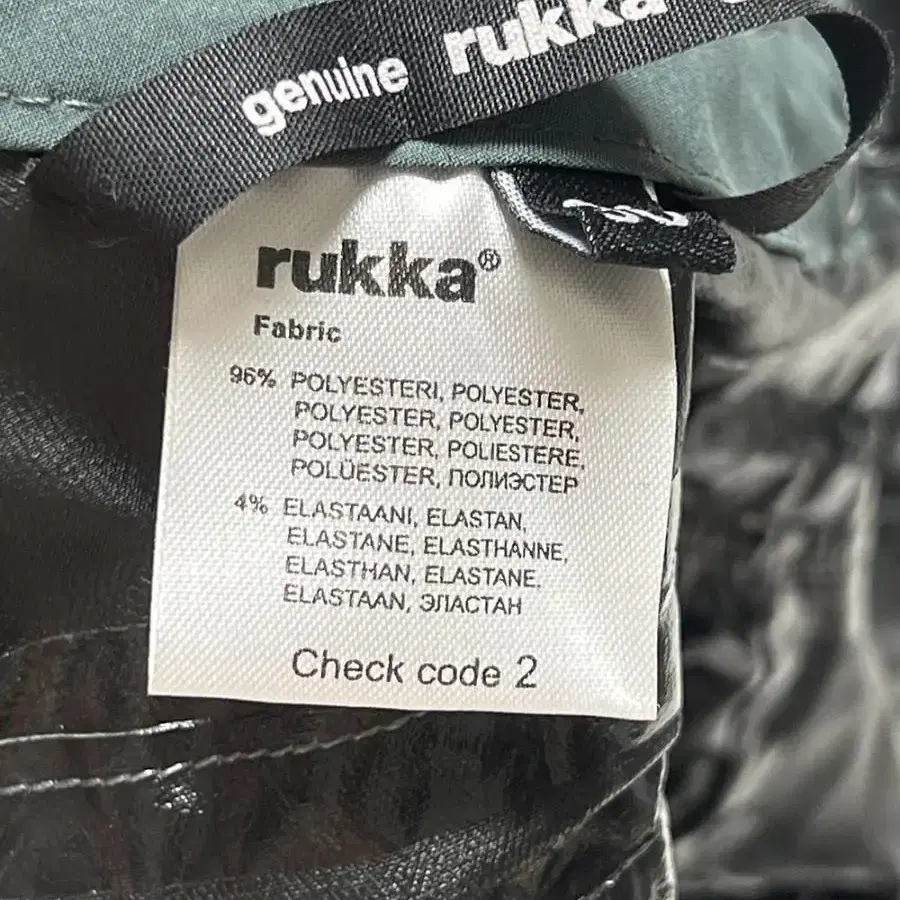 genuine rukka
rukka®
Fabric
96% POLYESTERI, POLYESTER,
POLYESTER, POLYESTER,
POLYESTER, POLIESTERE,
POLÜESTER, ПОЛИЭСТЕР
4% ELASTAANI, ELASTAN,
ELASTANE, ELASTHANNE,
ELASTHAN, ELASTANE,
ELASTAAN, ЭЛАСТАН
Check code 2